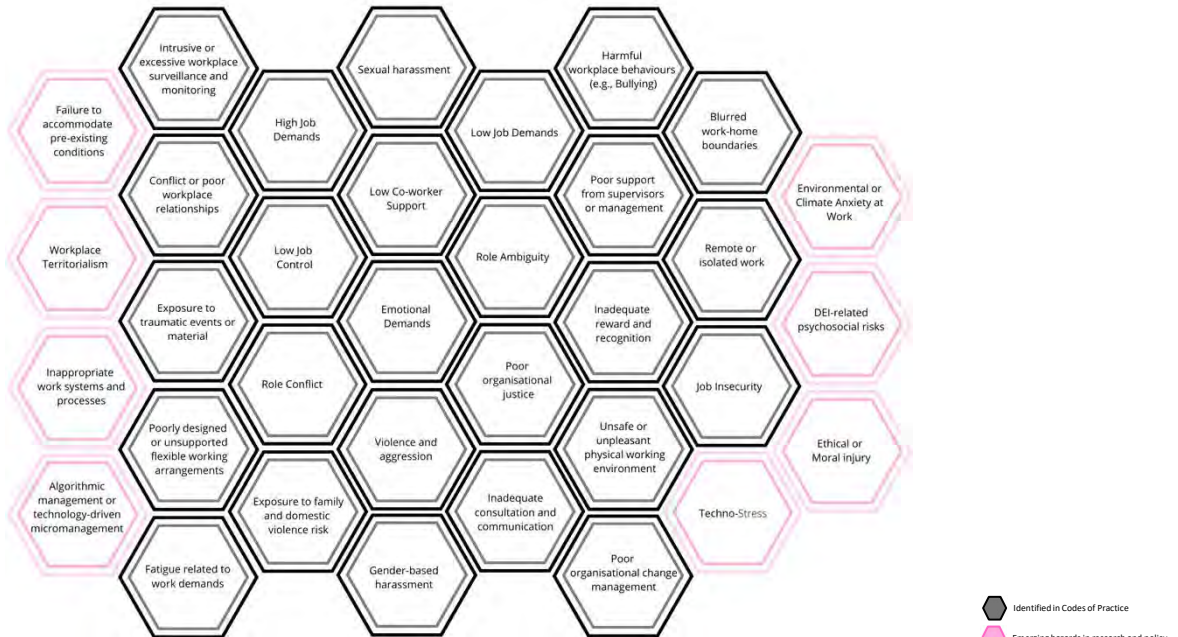 Failure to
accommodate
pre-existing
conditions
Workplace
Territorialism
Inappropriate
work systems and
processes
Algorithmic
management or
technology-driven
micromanagement
Intrusive or
excessive workplace
surveillance and
monitoring
Conflict or poor
workplace
relationships
Exposure to
traumatic events or
material
Poorly designed
or unsupported
flexible working
arrangements
Fatigue related to
work demands
High Job
Demands
Low Job
Control
Role Conflict
Exposure to family
and domestic
violence risk
Sexual harassment
Low Co-worker
Support
Emotional
Demands
Violence and
aggression
Gender-based
harassment
Low Job Demands
Role Ambiguity
Poor
organisational
justice
Inadequate
consultation and
communication
Harmful
workplace behaviours
(e.g., Bullying)
Poor support
from supervisors
or management
Inadequate
reward and
recognition
Unsafe or
unpleasant
physical working
environment
Poor
organisational change
management
Blurred
work-home
boundaries
Remote or
isolated work
Job Insecurity
Techno-Stress
Environmental or
Climate Anxiety at
Work
DEI-related
psychosocial risks
Ethical or
Moral injury
Identified in Codes of Practice
Emerging hazards in research and policy